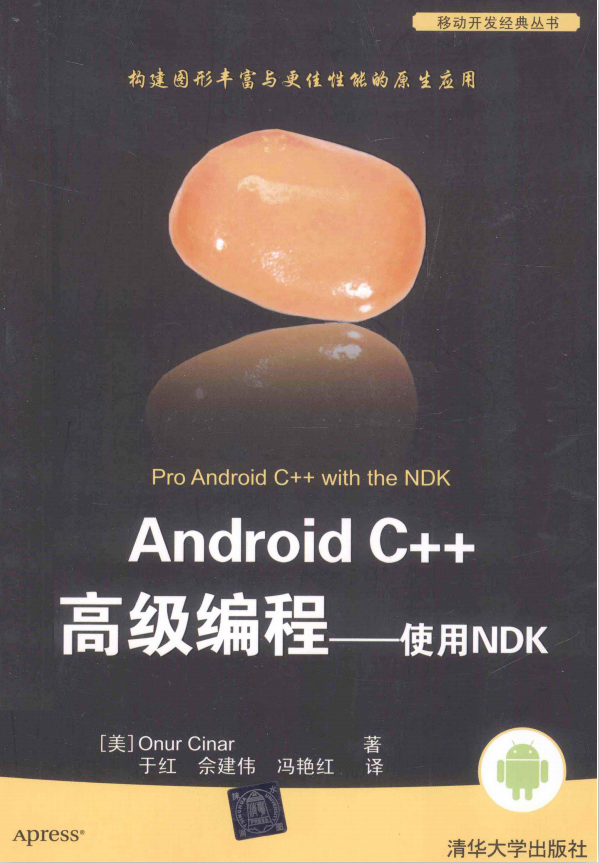 移动开发经典丛书
构建图形丰富与更佳性能的原生应用
Pro Android C++ with the NDK
Android C++
高级编程——使用NDK
[美] Onur Cinar 著
于红 佘建伟 冯艳红 译
Apress®
清华大学出版社